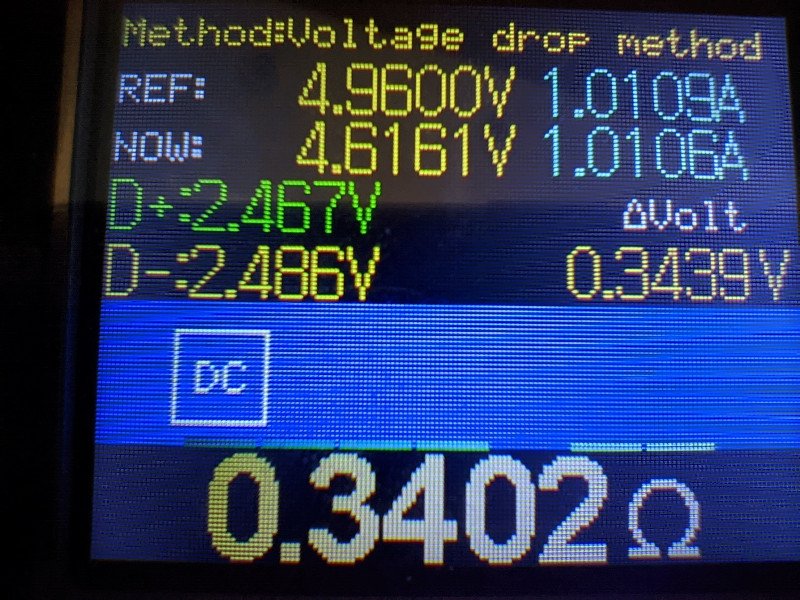 Method:Voltage drop method
REF: 4.9600V 1.0109A
NOW: 4.6161V 1.0106A
D+:2.467V ΔVolt
D-:2.486V 0.3439V
DC
0.3402Ω